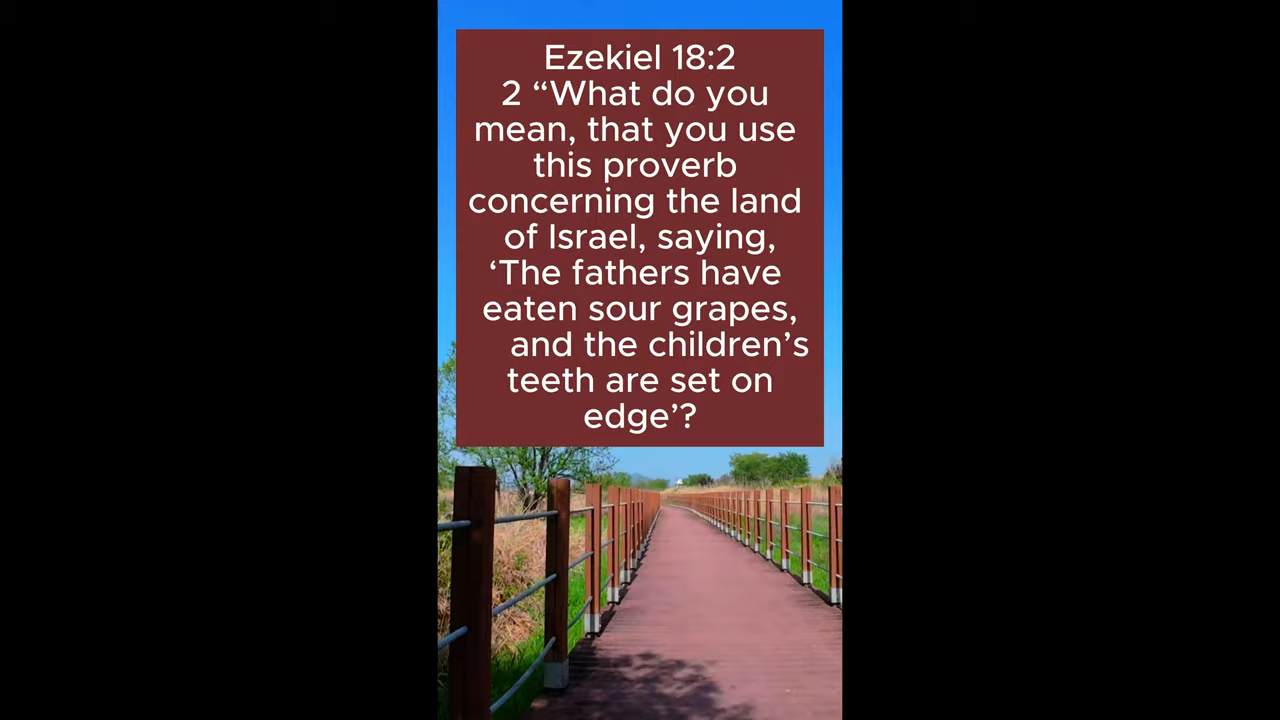 Ezekiel 18:2
2 “What do you
mean, that you use
this proverb
concerning the land
of Israel, saying,
‘The fathers have
eaten sour grapes,
and the children’s
teeth are set on
edge’?